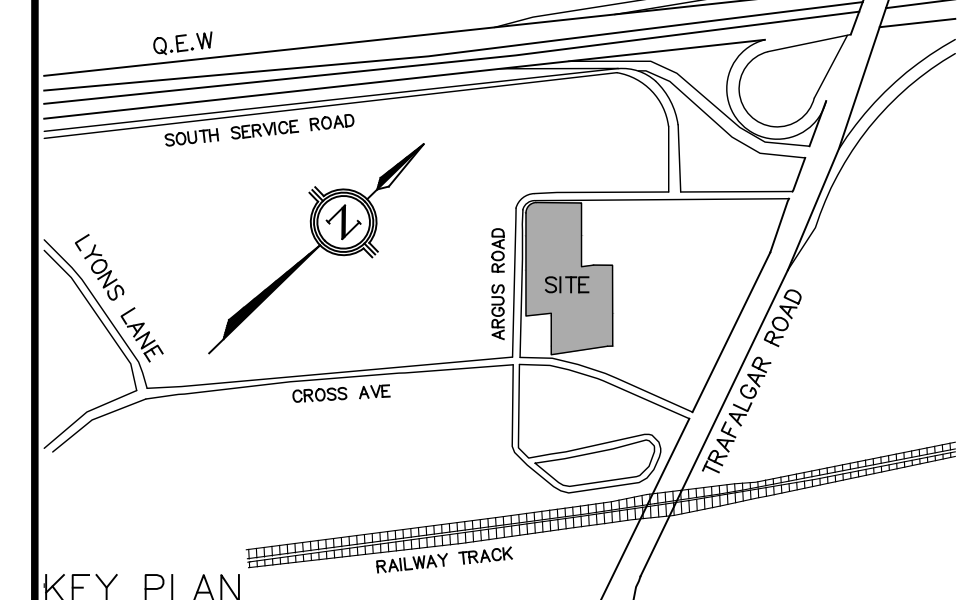 Q.E.W
SOUTH SERVICE ROAD
N
LYONS LANE
ARGUS ROAD
SITE
TRAFALGAR ROAD
CROSS AVE
RAILWAY TRACK
KEY PLAN